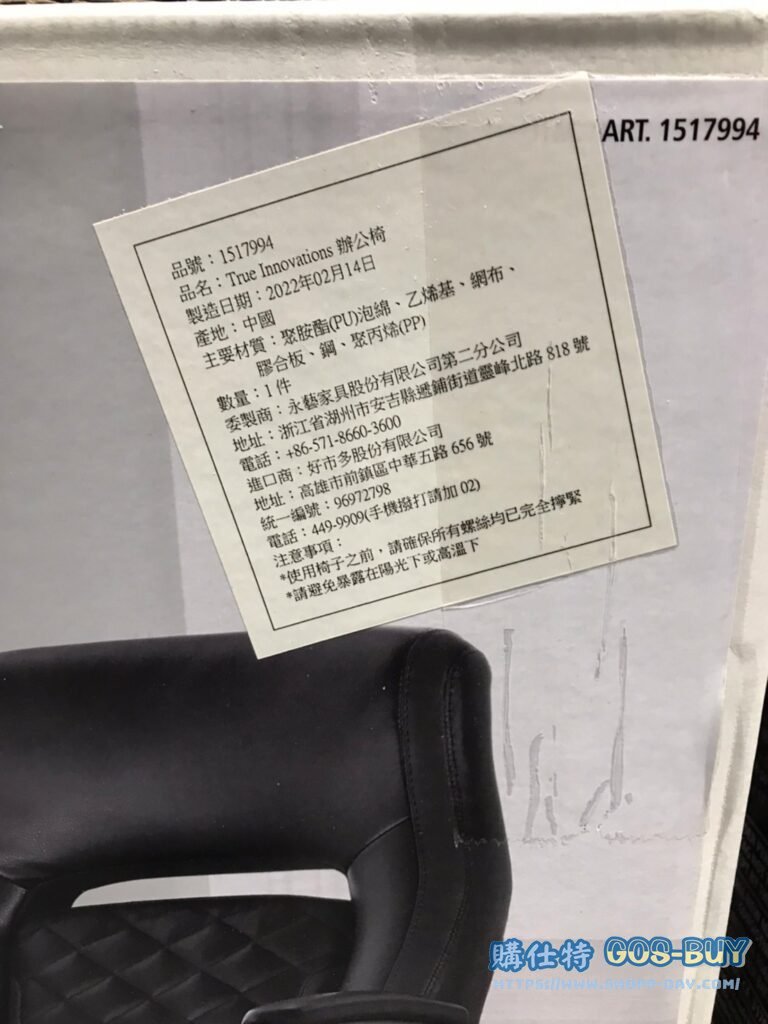 ART. 1517994
品號：1517994
品名：True Innovations 辦公椅
製造日期：2022年02月14日
產地：中國
主要材質：聚胺酯(PU)泡綿、乙烯基、網布、
膠合板、鋼、聚丙烯(PP)
數量：1 件
委製商：永藝家具股份有限公司第二分公司
地址：浙江省湖州市安吉縣遞鋪街道靈峰北路 818 號
電話：+86-571-8660-3600
進口商：好市多股份有限公司
地址：高雄市前鎮區中華五路 656 號
統一編號：96972798
電話：449-9909(手機撥打請加 02)
注意事項：
*使用椅子之前，請確保所有螺絲均已完全擰緊
*請避免暴露在陽光下或高溫下
購仕特 GOS-BUY